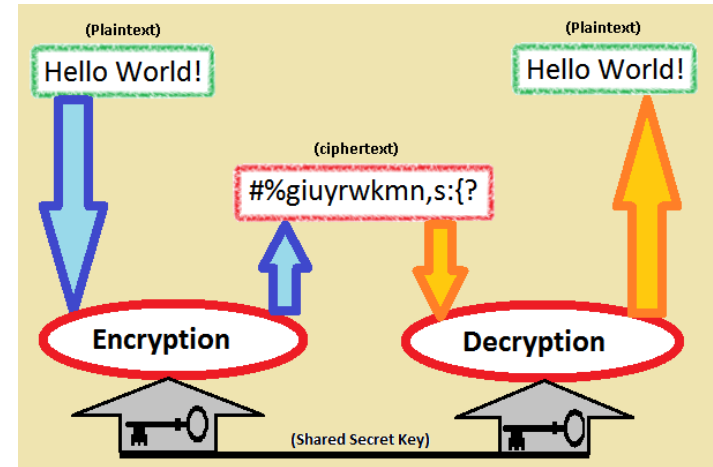 (Plaintext)
Hello World!
(Plaintext)
Hello World!
(ciphertext)
#%giuyrwkmn,s:{?
Encryption
Decryption
(Shared Secret Key)